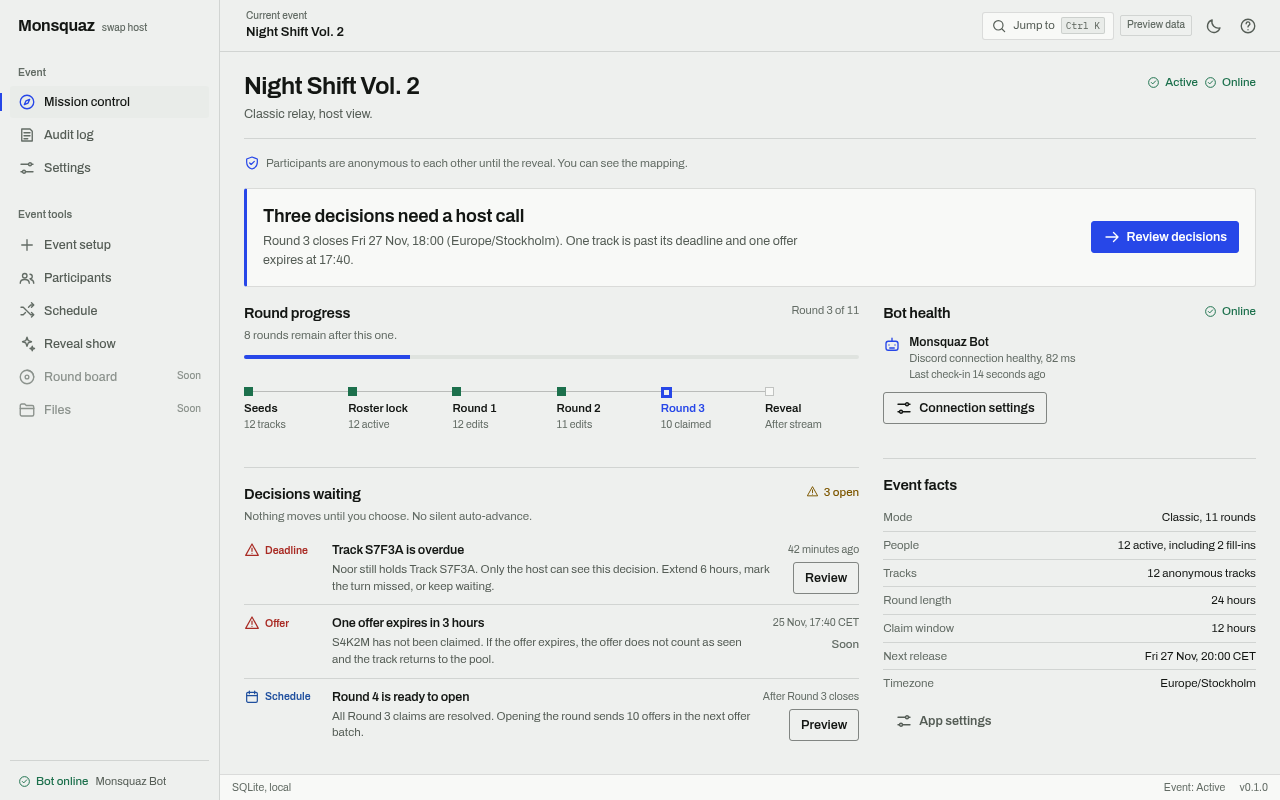 Monsquaz swap host
Event
Mission control
Audit log
Settings
Event tools
Event setup
Participants
Schedule
Reveal show
Round board Soon
Files Soon
Bot online Monsquaz Bot
Current event
Night Shift Vol. 2
Jump to Ctrl K
Preview data
Night Shift Vol. 2
Active Online
Classic relay, host view.
Participants are anonymous to each other until the reveal. You can see the mapping.
Three decisions need a host call
Round 3 closes Fri 27 Nov, 18:00 (Europe/Stockholm). One track is past its deadline and one offer
expires at 17:40.
Review decisions
Round progress Round 3 of 11
8 rounds remain after this one.
Seeds Roster lock Round 1 Round 2 Round 3 Reveal
12 tracks 12 active 12 edits 11 edits 10 claimed After stream
Decisions waiting 3 open
Nothing moves until you choose. No silent auto-advance.
Deadline Track S7F3A is overdue 42 minutes ago
Noor still holds Track S7F3A. Only the host can see this decision. Extend 6 hours, mark
the turn missed, or keep waiting.
Review
Offer One offer expires in 3 hours 25 Nov, 17:40 CET
S4K2M has not been claimed. If the offer expires, the offer does not count as seen
and the track returns to the pool.
Soon
Schedule Round 4 is ready to open After Round 3 closes
All Round 3 claims are resolved. Opening the round sends 10 offers in the next offer
batch.
Preview
Bot health Online
Monsquaz Bot
Discord connection healthy, 82 ms
Last check-in 14 seconds ago
Connection settings
Event facts
Mode Classic, 11 rounds
People 12 active, including 2 fill-ins
Tracks 12 anonymous tracks
Round length 24 hours
Claim window 12 hours
Next release Fri 27 Nov, 20:00 CET
Timezone Europe/Stockholm
App settings
SQLite, local
Event: Active v0.1.0